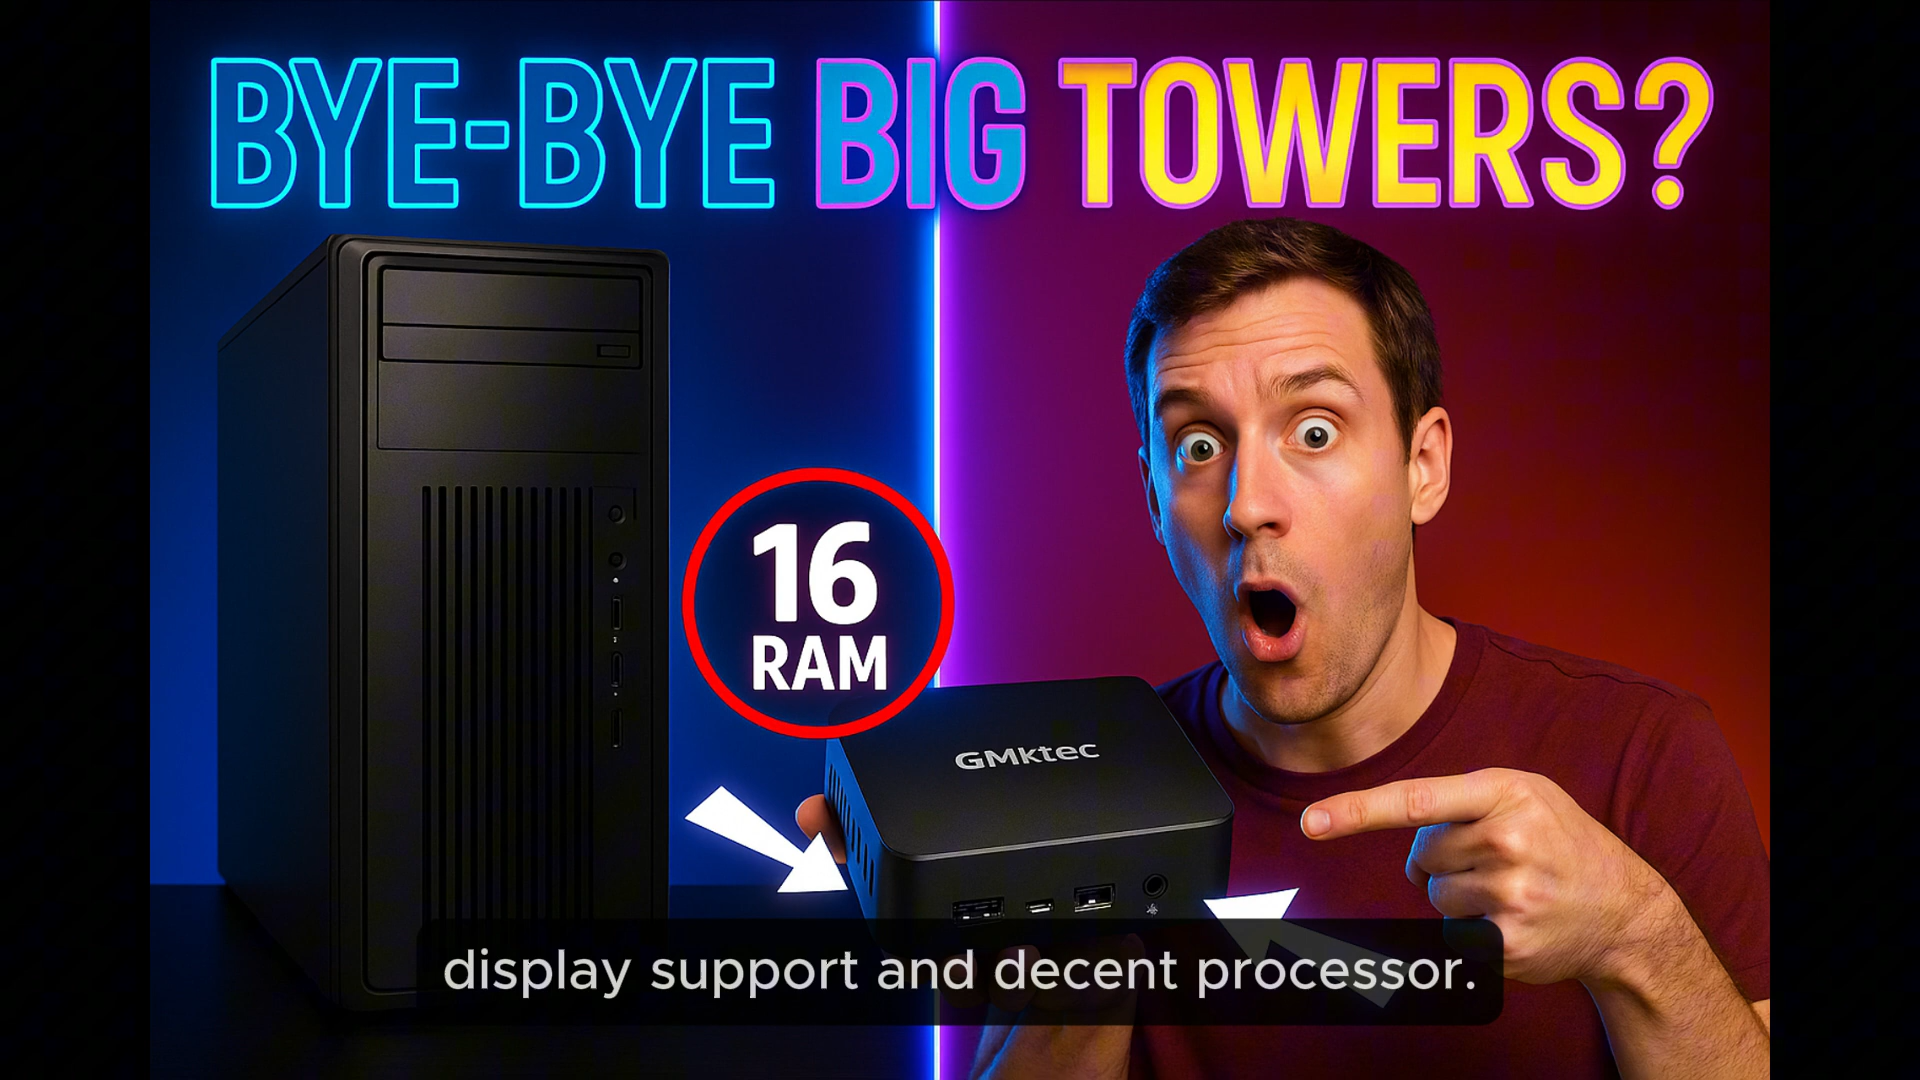 BYE-BYE BIG TOWERS?
16
RAM
GMKtec
display support and decent processor.